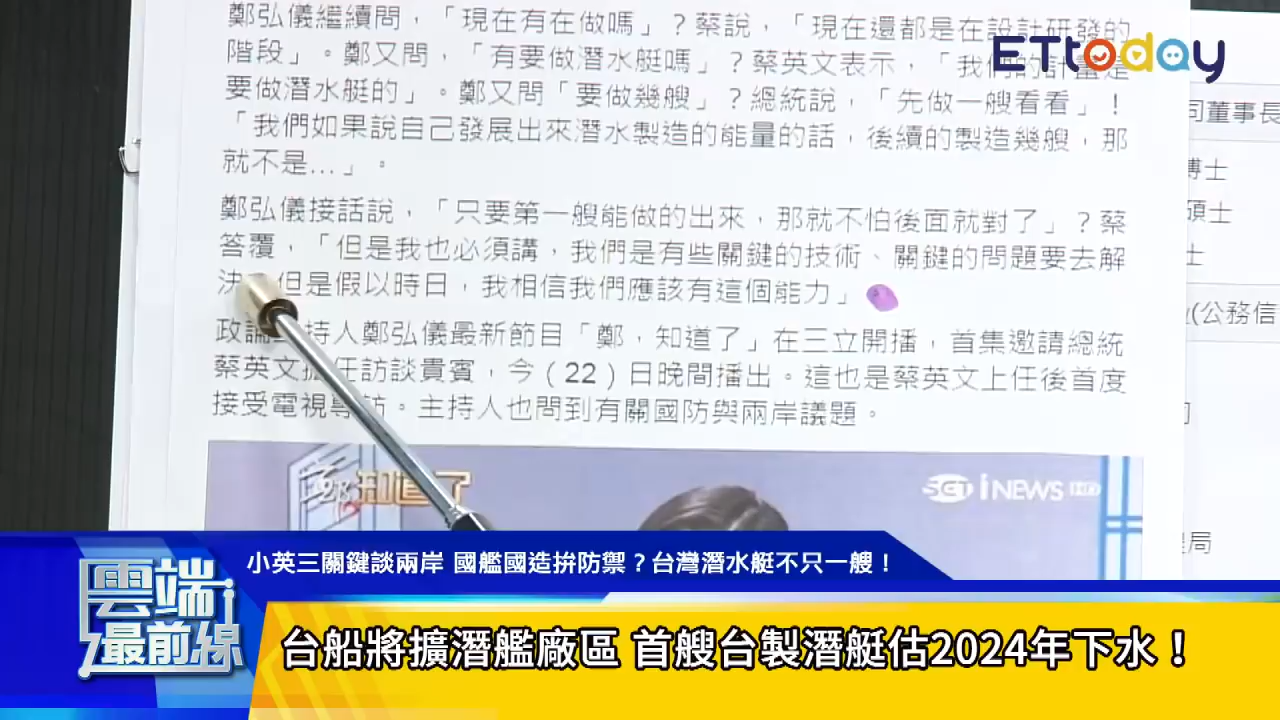 鄭弘儀繼續問，「現在有在做嗎」？蔡說，「現在還都是在設計研發的
階段」。鄭又問，「有要做潛水艇嗎」？蔡英文表示，「我們的計畫是
要做潛水艇的」。鄭又問「要做幾艘」？總統說，「先做一艘看看」！
「我們如果說自己發展出來潛水製造的能量的話，後續的製造幾艘，那
就不是...」。
鄭弘儀接話說，「只要第一艘能做的出來，那就不怕後面就對了」？蔡
答覆，「但是我也必須講，我們是有些關鍵的技術、關鍵的問題要去解
決 但是假以時日，我相信我們應該有這個能力」
政論 持人鄭弘儀最新節目「鄭，知道了」在三立開播，首集邀請總統
蔡英文擔任訪談貴賓，今（22）日晚間播出。這也是蔡英文上任後首度
接受電視專訪。主持人也問到有關國防與兩岸議題。
ETtoday
司董事長
博士
碩士
士
(公務信
局
鄭知道了
SET iNEWS
小英三關鍵談兩岸 國艦國造拚防禦？台灣潛水艇不只一艘！
雲端最前線
台船將擴潛艦廠區 首艘台製潛艇估2024年下水！